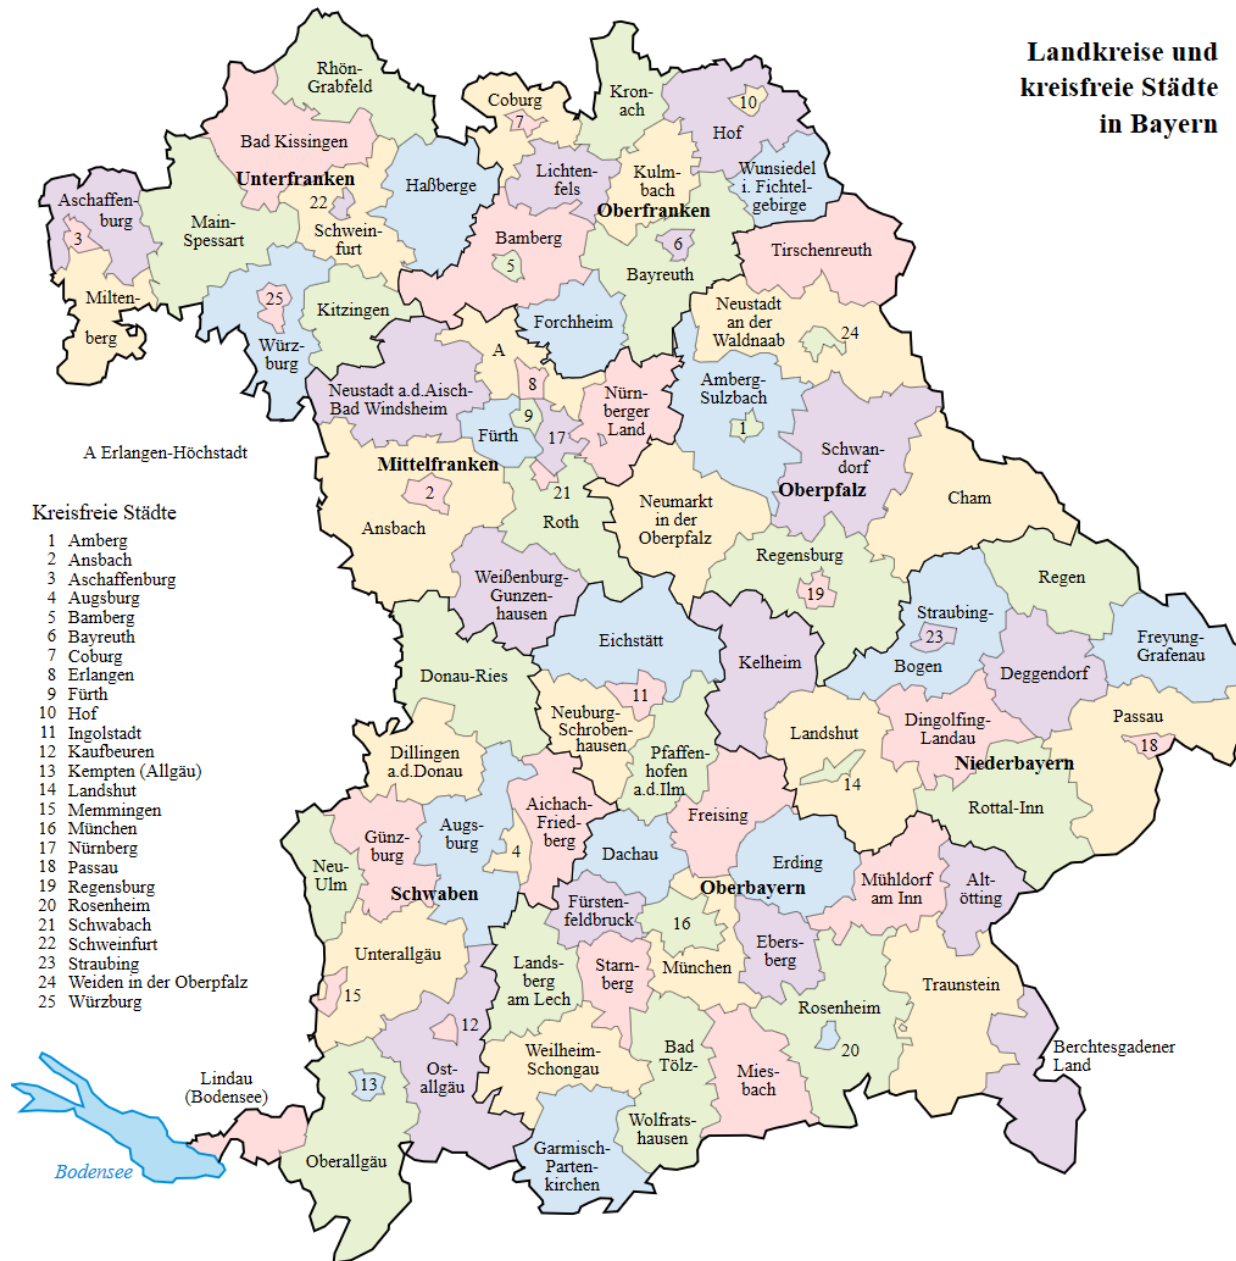 Landkreise und
kreisfreie Städte
in Bayern
Rhön-
Grabfeld
Coburg
7
Kron-
ach
10
Hof
Bad Kissingen
Unterfranken
22
Schwein-
furt
Haßberge
Lichten-
fels
Kulm-
bach
Oberfranken
Wunsiedel
i. Fichtel-
gebirge
Aschaffen-
burg
3
Main-
Spessart
Bamberg
5
6
Bayreuth
Tirschenreuth
Milten-
berg
25
Würz-
burg
Kitzingen
Forchheim
Neustadt
an der
Waldnaab
24
A
8
Neustadt a.d.Aisch-
Bad Windsheim
9
Fürth
17
Nürn-
berger
Land
Amberg-
Sulzbach
1
Schwan-
dorf
Oberpfalz
Cham
A Erlangen-Höchstadt
Mittelfranken
2
Ansbach
21
Roth
Neumarkt
in der
Oberpfalz
Regensburg
19
Regen
Weißenburg-
Gunzen-
hausen
Straubing-
23
Bogen
Freyung-
Grafenau
Deggendorf
Eichstätt
Kelheim
Donau-Ries
11
Neuburg-
Schroben-
hausen
Pfaffen-
hofen
a.d.Ilm
Landshut
14
Dingolfing-
Landau
Niederbayern
Passau
18
Rottal-Inn
Dillingen
a.d.Donau
Aichach-
Fried-
berg
Freising
Günz-
burg
Augs-
burg
4
Neu-
Ulm
Schwaben
Dachau
Oberbayern
Erding
Mühldorf
am Inn
Alt-
ötting
Fürsten-
feldbruck
16
München
Ebers-
berg
Unterallgäu
15
Lands-
berg
am Lech
Starn-
berg
Traunstein
Rosenheim
20
12
Ost-
allgäu
Weilheim-
Schongau
Bad
Tölz-
Wolfrats-
hausen
Mies-
bach
Berchtesgadener
Land
13
Oberallgäu
Garmisch-
Parten-
kirchen
Lindau
(Bodensee)
Bodensee
Kreisfreie Städte
1 Amberg
2 Ansbach
3 Aschaffenburg
4 Augsburg
5 Bamberg
6 Bayreuth
7 Coburg
8 Erlangen
9 Fürth
10 Hof
11 Ingolstadt
12 Kaufbeuren
13 Kempten (Allgäu)
14 Landshut
15 Memmingen
16 München
17 Nürnberg
18 Passau
19 Regensburg
20 Rosenheim
21 Schwabach
22 Schweinfurt
23 Straubing
24 Weiden in der Oberpfalz
25 Würzburg